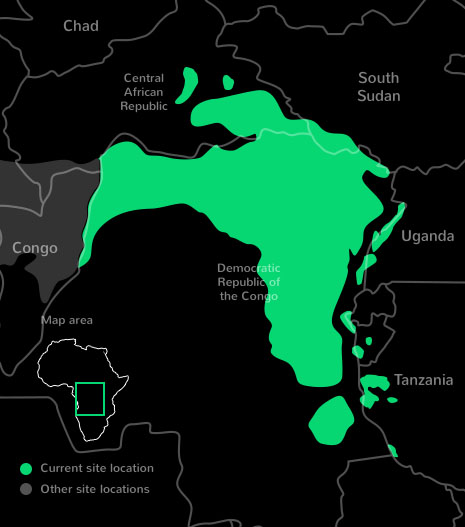 Chad
Central
African
Republic
South
Sudan
Congo
Uganda
Democratic
Republic of
the Congo
Map area
Tanzania
Current site location
Other site locations